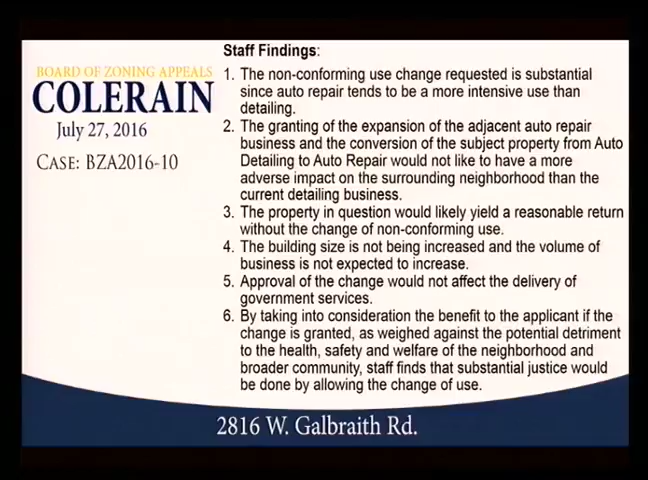 BOARD OF ZONING APPEALS
COLERAIN
July 27, 2016
CASE: BZA2016-10
Staff Findings:
1. The non-conforming use change requested is substantial
since auto repair tends to be a more intensive use than
detailing.
2. The granting of the expansion of the adjacent auto repair
business and the conversion of the subject property from Auto
Detailing to Auto Repair would not like to have a more
adverse impact on the surrounding neighborhood than the
current detailing business.
3. The property in question would likely yield a reasonable return
without the change of non-conforming use.
4. The building size is not being increased and the volume of
business is not expected to increase.
5. Approval of the change would not affect the delivery of
government services.
6. By taking into consideration the benefit to the applicant if the
change is granted, as weighed against the potential detriment
to the health, safety and welfare of the neighborhood and
broader community, staff finds that substantial justice would
be done by allowing the change of use.
2816 W. Galbraith Rd.